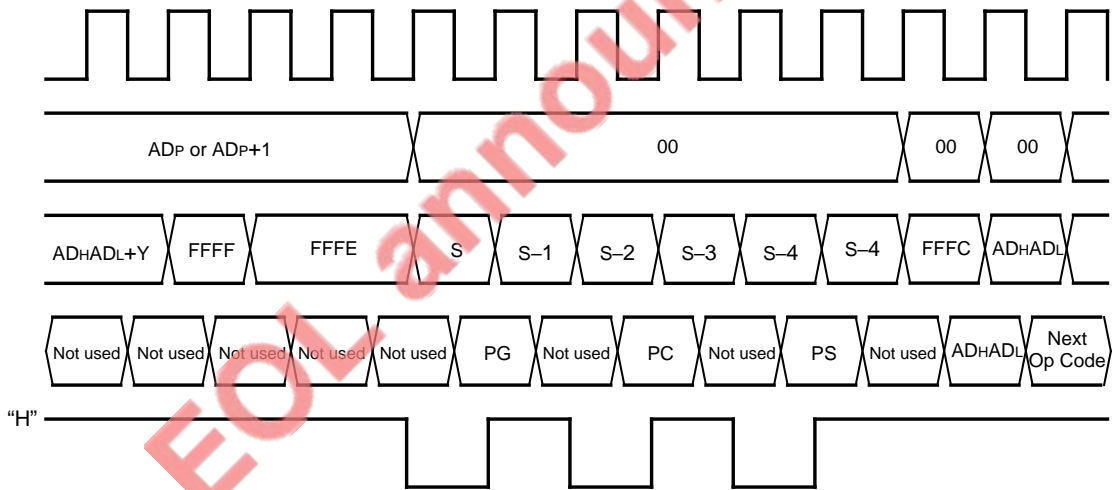 ADP or ADP+1 00 00 00
ADHADL+Y FFFF FFFE S S–1 S–2 S–3 S–4 S–4 FFFC ADHADL
Not used Not used Not used Not used Not used PG Not used PC Not used PS Not used ADHADL Next Op Code
“H”
EOL announ